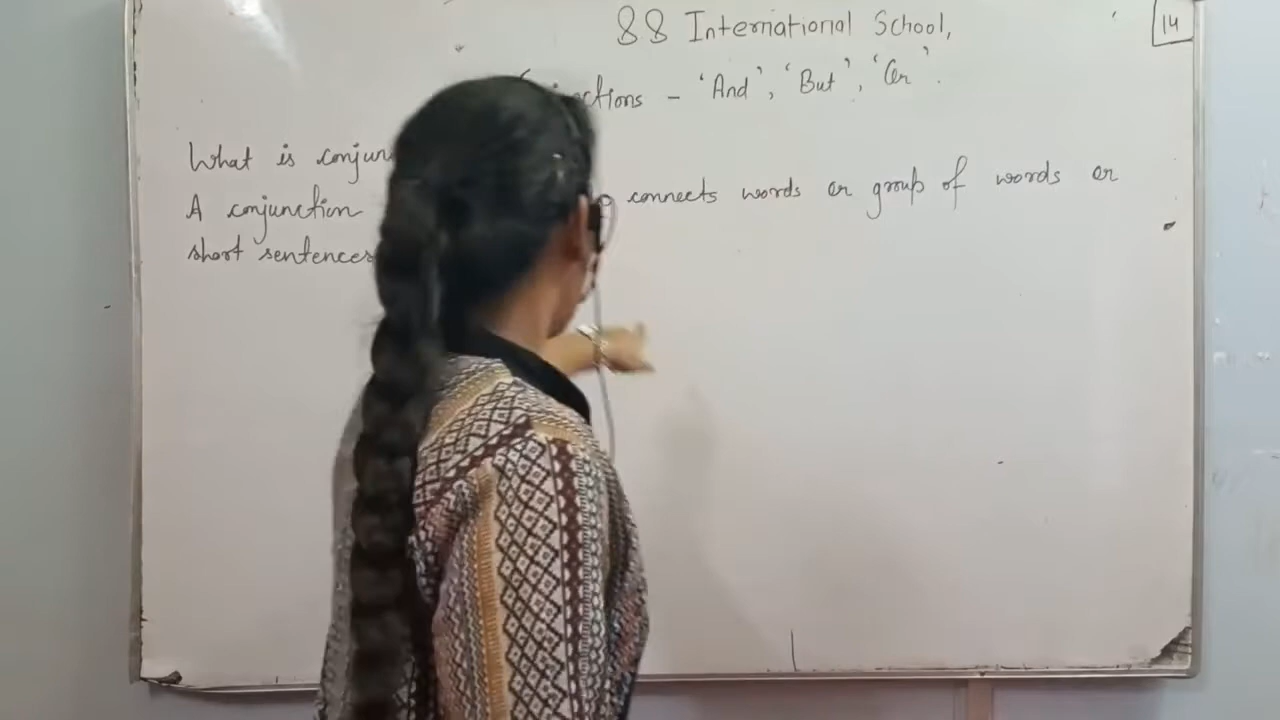 88 International School,
14
- 'And', 'But', 'Or'.
What is
A conjunction connects words or group of words or
short sentences